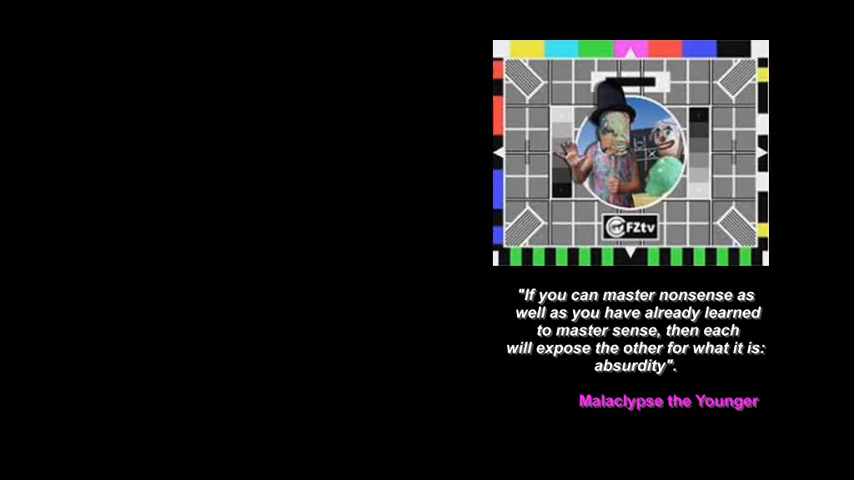 FZtv
"If you can master nonsense as
well as you have already learned
to master sense, then each
will expose the other for what it is:
absurdity".
Malaclypse the Younger